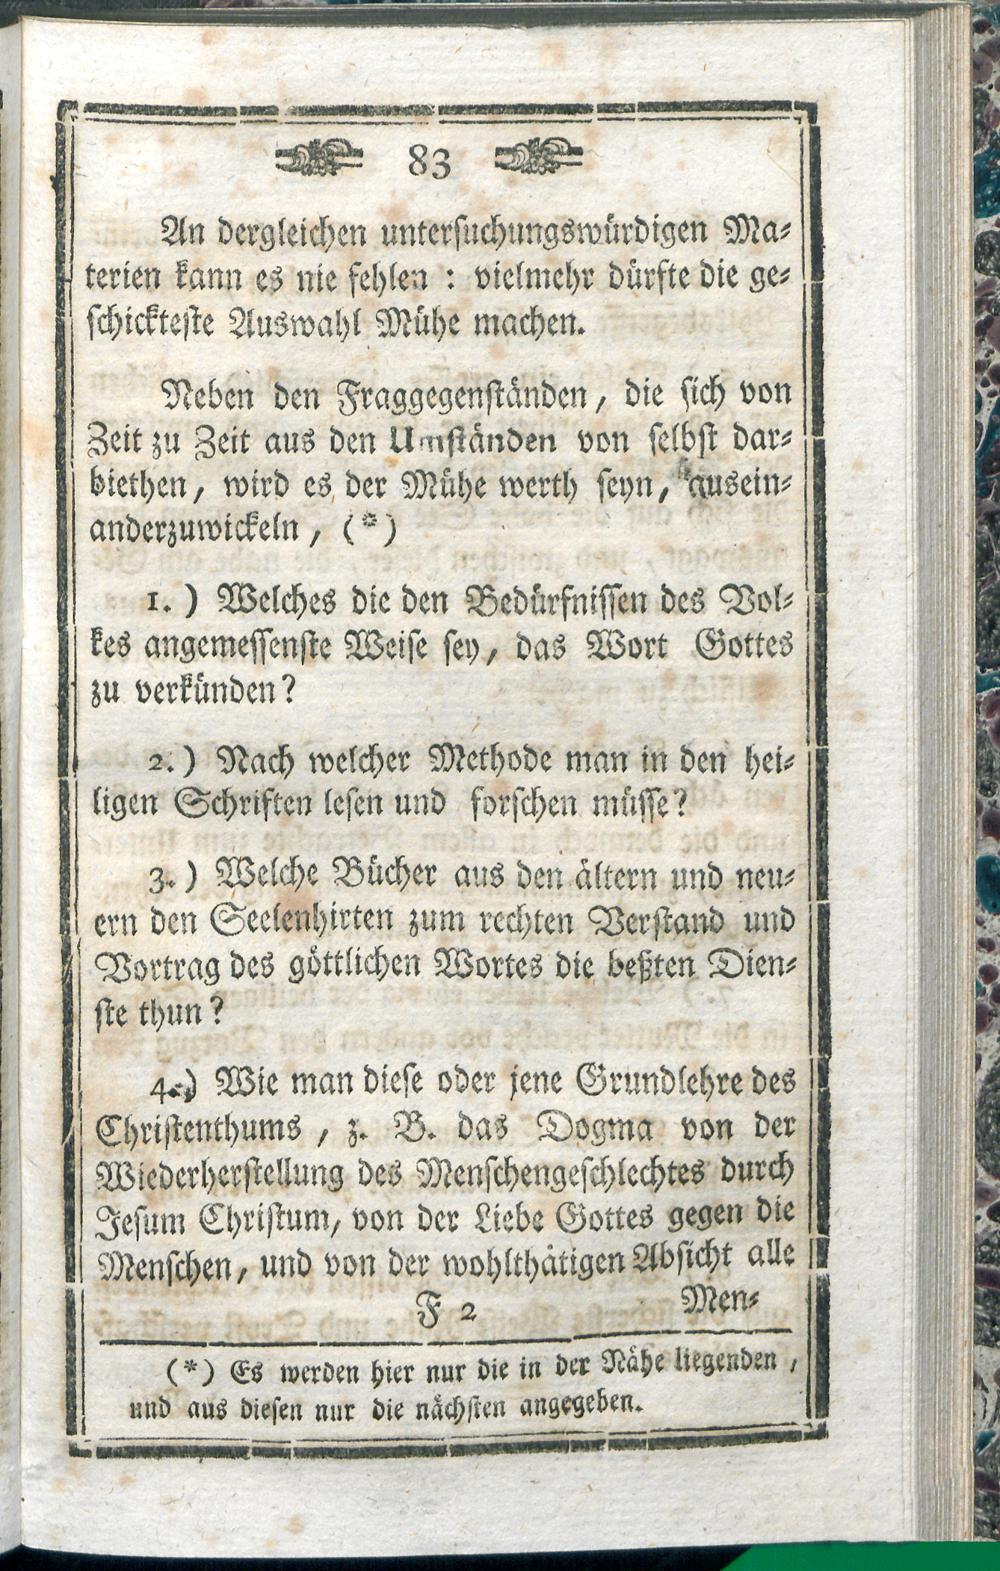 83
An dergleichen untersuchungswürdigen Ma-
terien kann es nie fehlen : vielmehr dürfte die ge-
schickteste Auswahl Mühe machen.
Neben den Fraggegenständen, die sich von
Zeit zu Zeit aus den Umständen von selbst dar-
biethen, wird es der Mühe werth seyn, ausein-
anderzuwickeln, (*)
1.) Welches die den Bedürfnissen des Vol-
kes angemessenste Weise sey, das Wort Gottes
zu verkünden?
2.) Nach welcher Methode man in den hei-
ligen Schriften lesen und forschen müsse?
3.) Welche Bücher aus den ältern und neu-
ern den Seelenhirten zum rechten Verstand und
Vortrag des göttlichen Wortes die beßten Dien-
ste thun?
4.) Wie man diese oder jene Grundlehre des
Christenthums, z. B. das Dogma von der
Wiederherstellung des Menschengeschlechtes durch
Jesum Christum, von der Liebe Gottes gegen die
Menschen, und von der wohlthätigen Absicht alle
F 2 Men-
(*) Es werden hier nur die in der Nähe liegenden,
und aus diesen nur die nächsten angegeben.